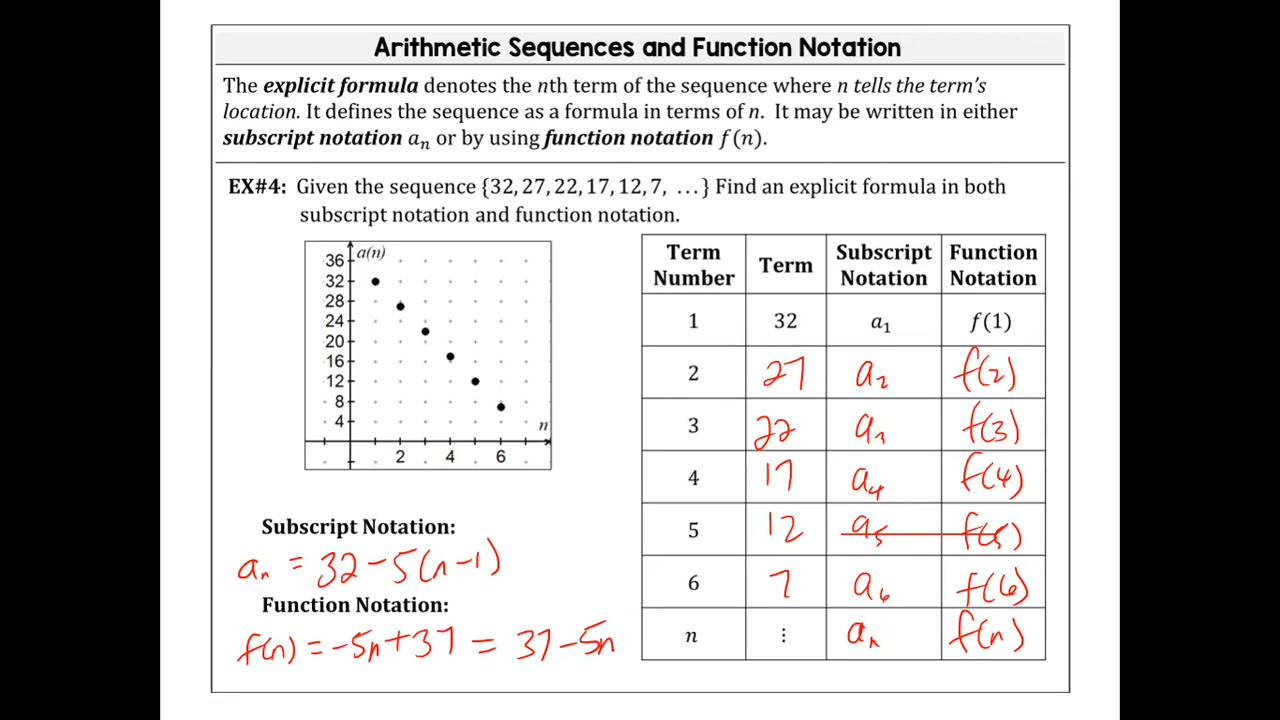 Arithmetic Sequences and Function Notation
The explicit formula denotes the nth term of the sequence where n tells the term's
location. It defines the sequence as a formula in terms of n. It may be written in either
subscript notation aₙ or by using function notation f(n).
EX#4: Given the sequence {32, 27, 22, 17, 12, 7, …} Find an explicit formula in both
subscript notation and function notation.
a(n)
36
32
28
24
20
16
12
8
4
n
2 4 6
Subscript Notation:
aₙ = 32 - 5(n-1)
Function Notation:
f(n) = -5n + 37 = 37 - 5n
Term Number Term Subscript Notation Function Notation
1 32 a₁ f(1)
2 27 a₂ f(2)
3 22 a₃ f(3)
4 17 a₄ f(4)
5 12 a₅ f(5)
6 7 a₆ f(6)
n ⋮ aₙ f(n)